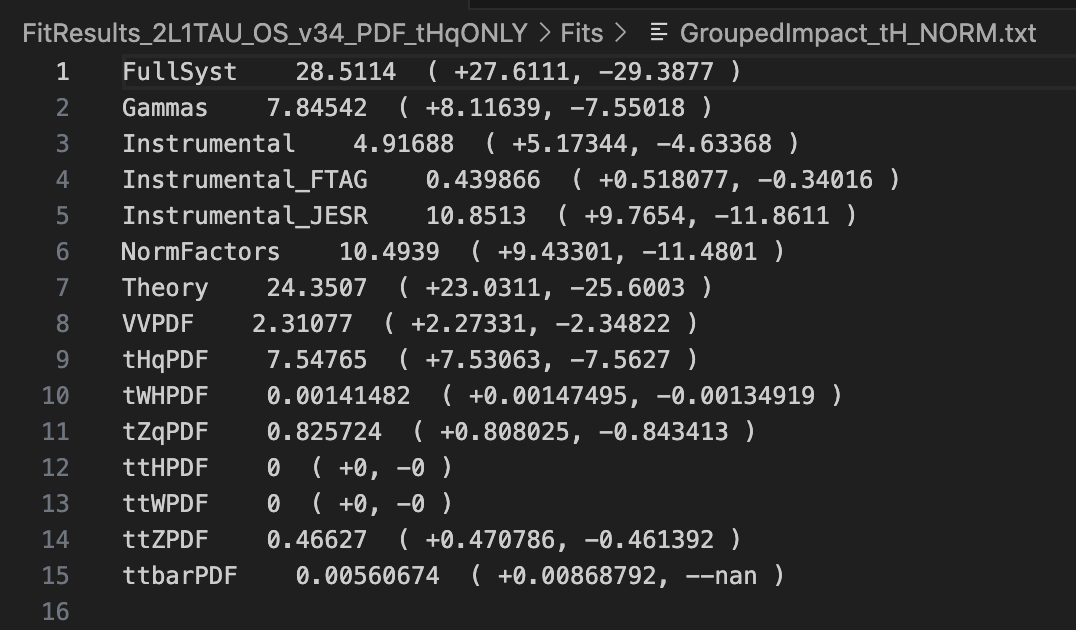 FitResults_2L1TAU_OS_v34_PDF_tHqONLY > Fits > GroupedImpact_tH_NORM.txt
1 FullSyst 28.5114 ( +27.6111, -29.3877 )
2 Gammas 7.84542 ( +8.11639, -7.55018 )
3 Instrumental 4.91688 ( +5.17344, -4.63368 )
4 Instrumental_FTAG 0.439866 ( +0.518077, -0.34016 )
5 Instrumental_JESR 10.8513 ( +9.7654, -11.8611 )
6 NormFactors 10.4939 ( +9.43301, -11.4801 )
7 Theory 24.3507 ( +23.0311, -25.6003 )
8 VVPDF 2.31077 ( +2.27331, -2.34822 )
9 tHqPDF 7.54765 ( +7.53063, -7.5627 )
10 tWHPDF 0.00141482 ( +0.00147495, -0.00134919 )
11 tZqPDF 0.825724 ( +0.808025, -0.843413 )
12 ttHPDF 0 ( +0, -0 )
13 ttWPDF 0 ( +0, -0 )
14 ttZPDF 0.46627 ( +0.470786, -0.461392 )
15 ttbarPDF 0.00560674 ( +0.00868792, --nan )
16